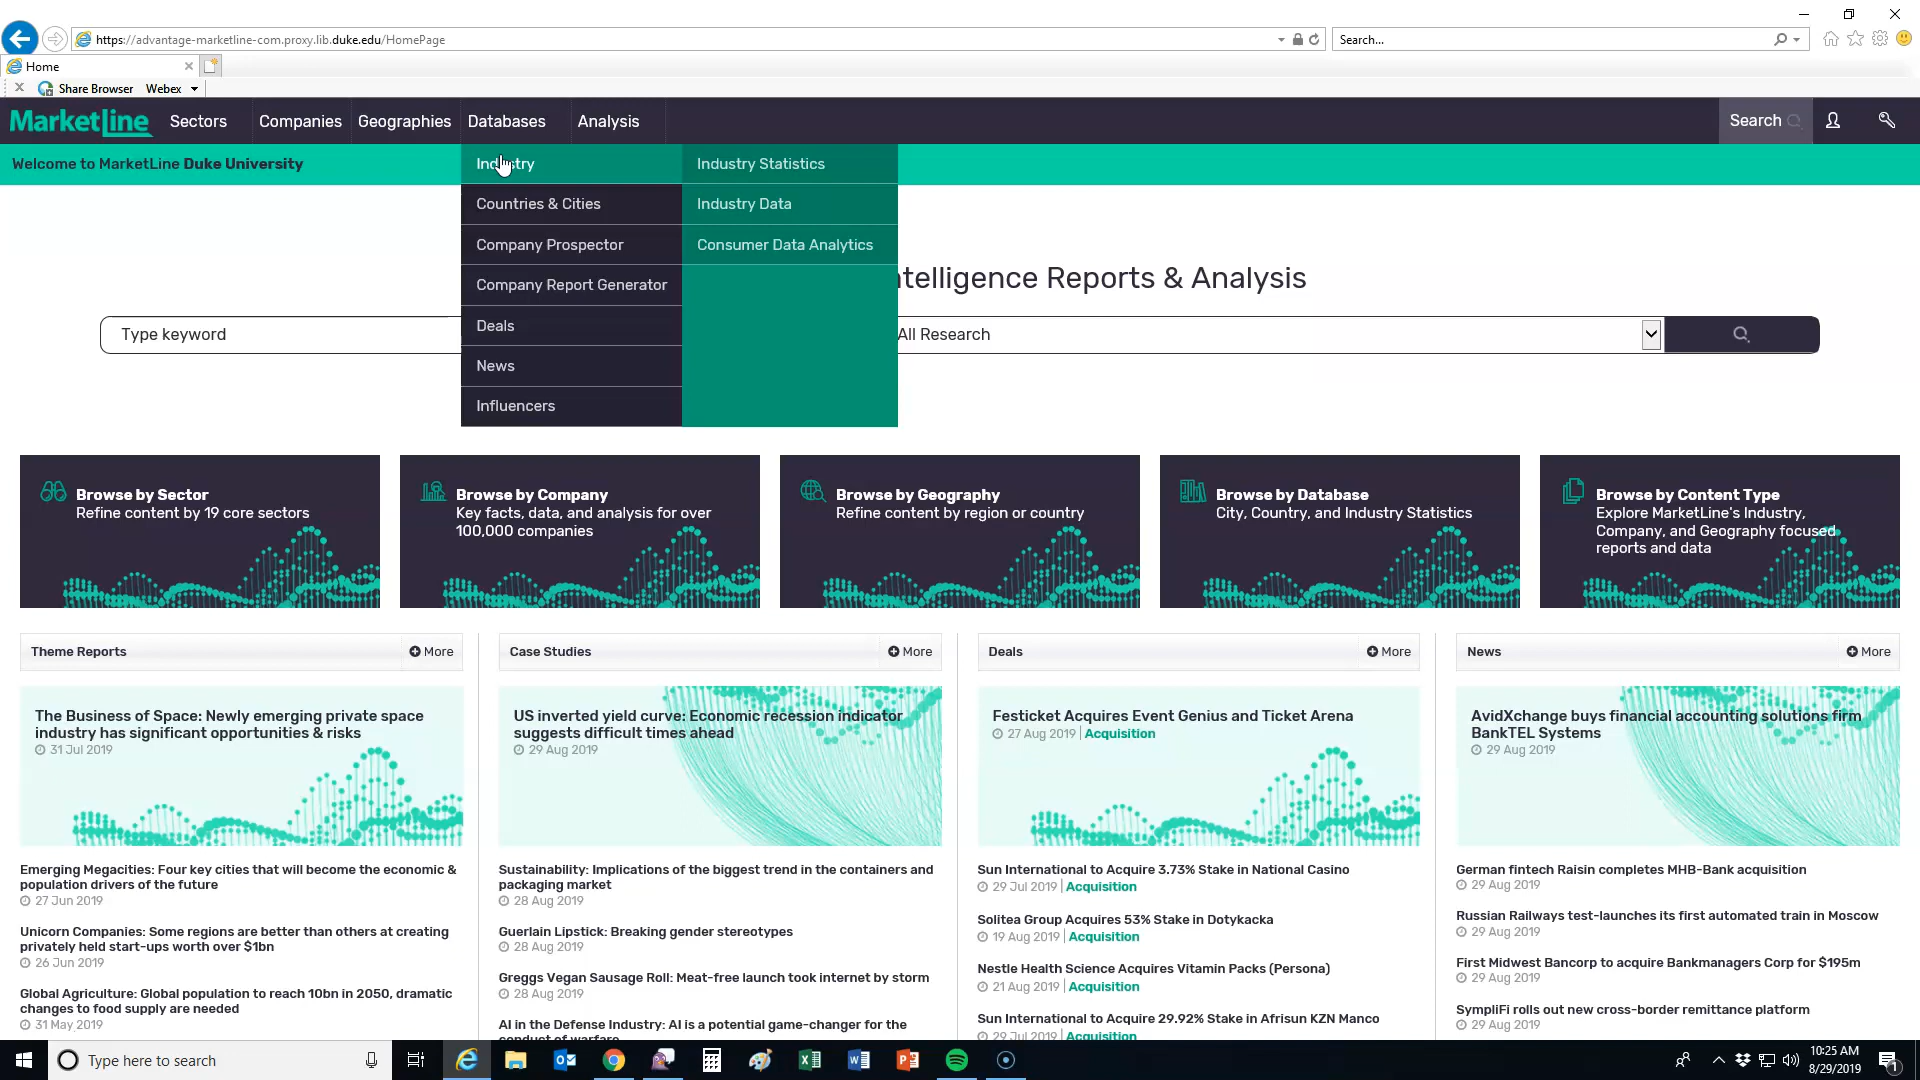 https://advantage-marketline-com.proxy.lib.duke.edu/HomePage
Search...
Home
Share Browser Webex
MarketLine Sectors Companies Geographies Databases Analysis Search
Welcome to MarketLine Duke University
Industry
Countries & Cities
Company Prospector
Company Report Generator
Deals
News
Influencers
Industry Statistics
Industry Data
Consumer Data Analytics
Reports & Analysis
Type keyword
All Research
Browse by Sector
Refine content by 19 core sectors
Browse by Company
Key facts, data, and analysis for over
100,000 companies
Browse by Geography
Refine content by region or country
Browse by Database
City, Country, and Industry Statistics
Browse by Content Type
Explore MarketLine's Industry,
Company, and Geography focused
reports and data
Theme Reports More
The Business of Space: Newly emerging private space
industry has significant opportunities & risks
31 Jul 2019
Emerging Megacities: Four key cities that will become the economic &
population drivers of the future
27 Jun 2019
Unicorn Companies: Some regions are better than others at creating
privately held start-ups worth over $1bn
26 Jun 2019
Global Agriculture: Global population to reach 10bn in 2050, dramatic
changes to food supply are needed
31 May 2019
Case Studies More
US inverted yield curve: Economic recession indicator
suggests difficult times ahead
29 Aug 2019
Sustainability: Implications of the biggest trend in the containers and
packaging market
28 Aug 2019
Guerlain Lipstick: Breaking gender stereotypes
28 Aug 2019
Greggs Vegan Sausage Roll: Meat-free launch took internet by storm
28 Aug 2019
AI in the Defense Industry: AI is a potential game-changer for the
conduct of warfare
Deals More
Festicket Acquires Event Genius and Ticket Arena
27 Aug 2019 | Acquisition
Sun International to Acquire 3.73% Stake in National Casino
29 Jul 2019 | Acquisition
Solitea Group Acquires 53% Stake in Dotykacka
19 Aug 2019 | Acquisition
Nestle Health Science Acquires Vitamin Packs (Persona)
21 Aug 2019 | Acquisition
Sun International to Acquire 29.92% Stake in Afrisun KZN Manco
29 Jul 2019 | Acquisition
News More
AvidXchange buys financial accounting solutions firm
BankTEL Systems
29 Aug 2019
German fintech Raisin completes MHB-Bank acquisition
29 Aug 2019
Russian Railways test-launches its first automated train in Moscow
29 Aug 2019
First Midwest Bancorp to acquire Bankmanagers Corp for $195m
29 Aug 2019
SympliFi rolls out new cross-border remittance platform
29 Aug 2019
Type here to search
10:25 AM
8/29/2019
1